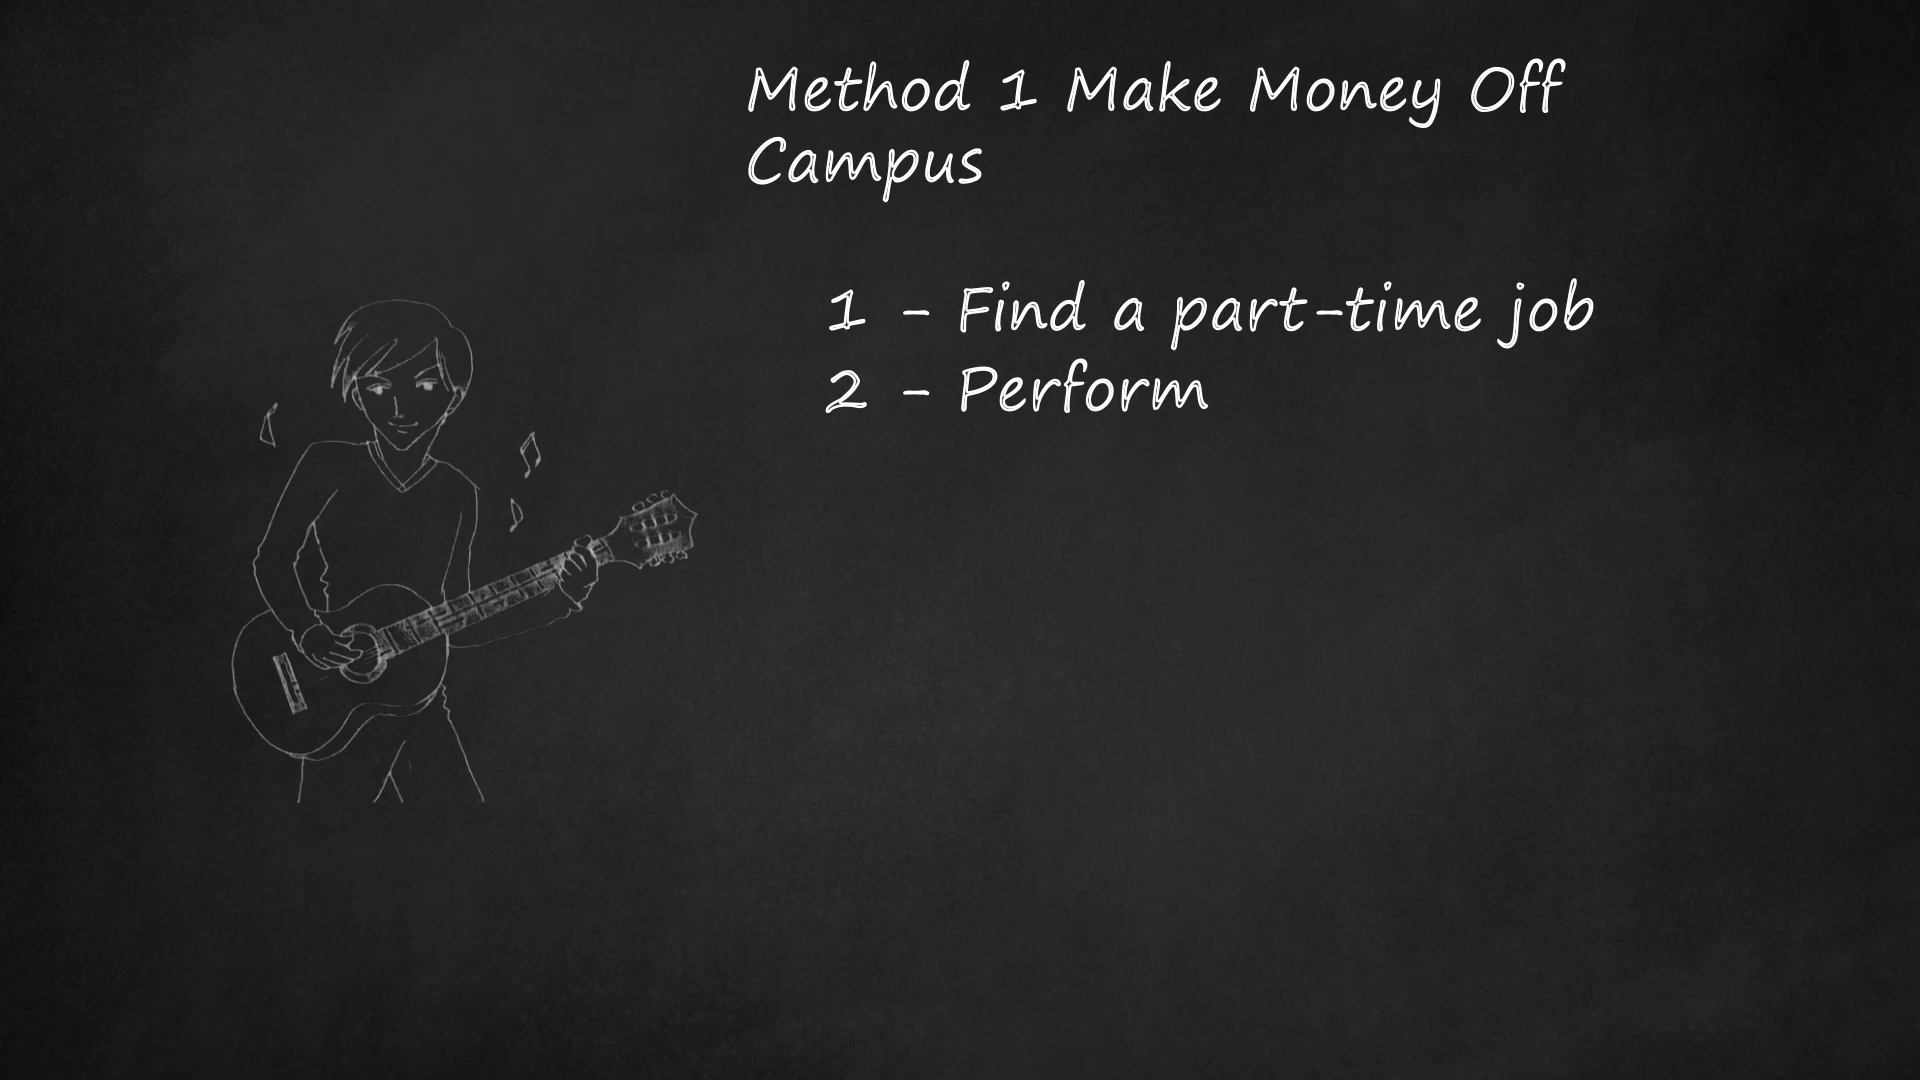 Method 1 Make Money Off
Campus
1 - Find a part-time job
2 - Perform